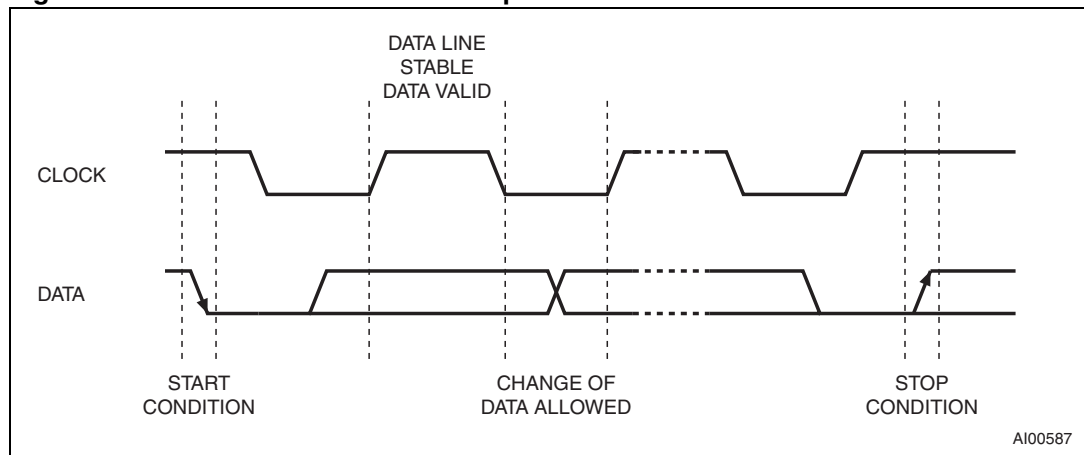 DATA LINE
STABLE
DATA VALID
CLOCK
DATA
START
CONDITION
CHANGE OF
DATA ALLOWED
STOP
CONDITION
AI00587